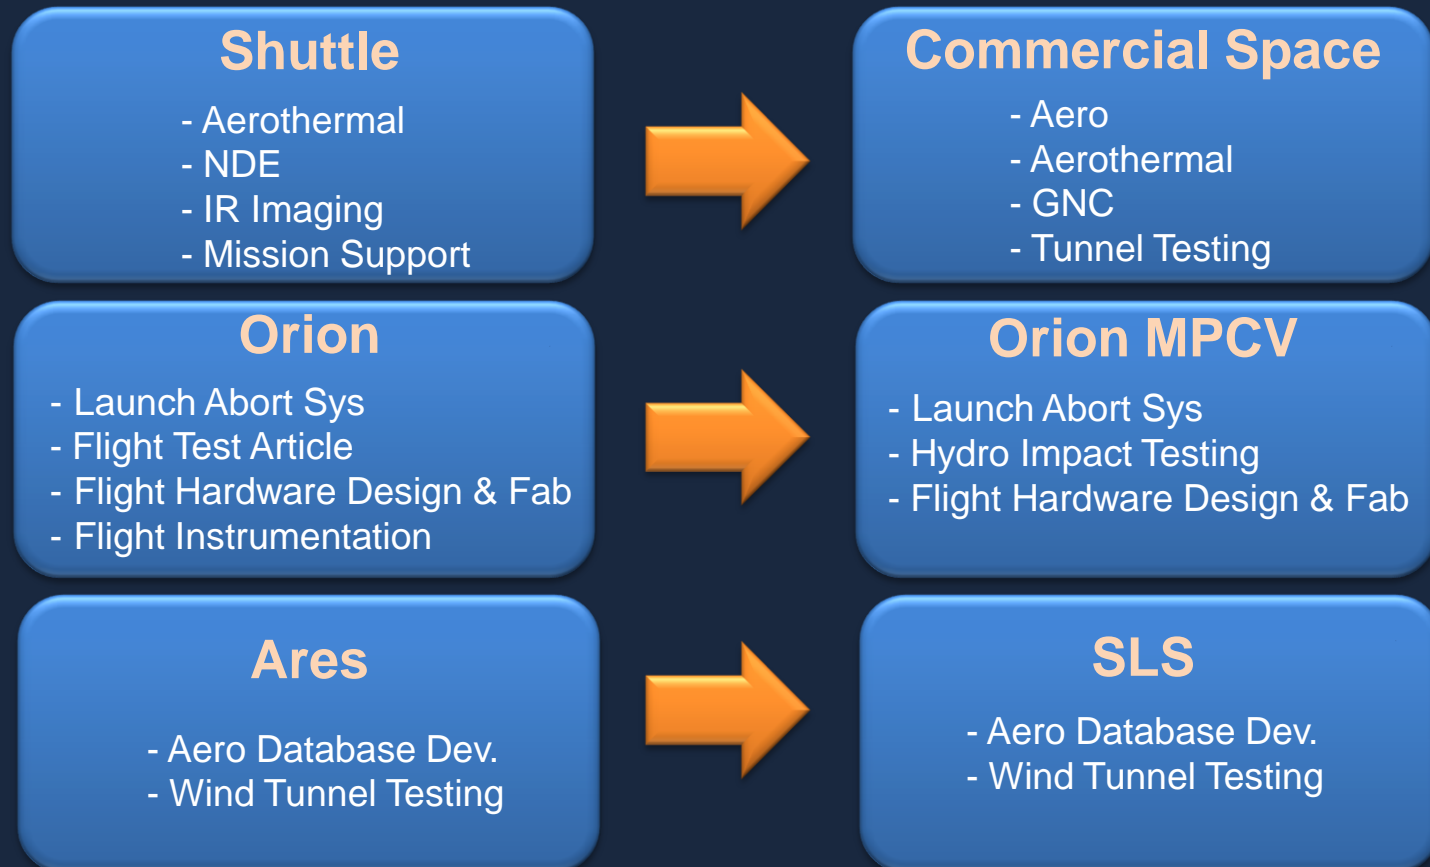 Shuttle
- Aerothermal
- NDE
- IR Imaging
- Mission Support
Commercial Space
- Aero
- Aerothermal
- GNC
- Tunnel Testing
Orion
- Launch Abort Sys
- Flight Test Article
- Flight Hardware Design & Fab
- Flight Instrumentation
Orion MPCV
- Launch Abort Sys
- Hydro Impact Testing
- Flight Hardware Design & Fab
Ares
- Aero Database Dev.
- Wind Tunnel Testing
SLS
- Aero Database Dev.
- Wind Tunnel Testing